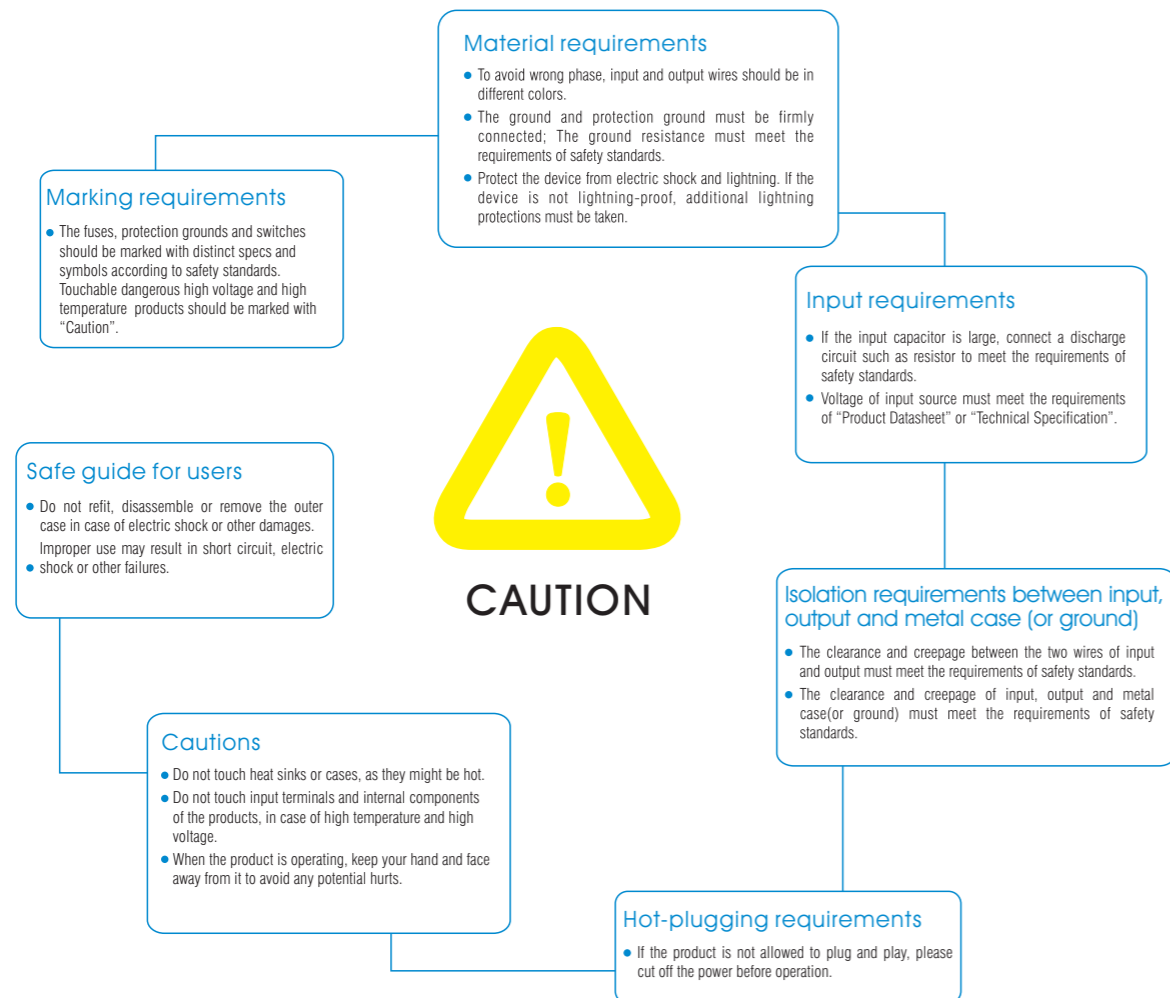 Material requirements
To avoid wrong phase, input and output wires should be in
different colors.
The ground and protection ground must be firmly
connected; The ground resistance must meet the
requirements of safety standards.
Protect the device from electric shock and lightning. If the
device is not lightning-proof, additional lightning
protections must be taken.
Marking requirements
The fuses, protection grounds and switches
should be marked with distinct specs and
symbols according to safety standards.
Touchable dangerous high voltage and high
temperature products should be marked with
“Caution”.
Input requirements
If the input capacitor is large, connect a discharge
circuit such as resistor to meet the requirements of
safety standards.
Voltage of input source must meet the requirements
of “Product Datasheet” or “Technical Specification”.
Safe guide for users
Do not refit, disassemble or remove the outer
case in case of electric shock or other damages.
Improper use may result in short circuit, electric
shock or other failures.
!
CAUTION
Isolation requirements between input,
output and metal case (or ground)
The clearance and creepage between the two wires of input
and output must meet the requirements of safety standards.
The clearance and creepage of input, output and metal
case(or ground) must meet the requirements of safety
standards.
Cautions
Do not touch heat sinks or cases, as they might be hot.
Do not touch input terminals and internal components
of the products, in case of high temperature and high
voltage.
When the product is operating, keep your hand and face
away from it to avoid any potential hurts.
Hot-plugging requirements
If the product is not allowed to plug and play, please
cut off the power before operation.